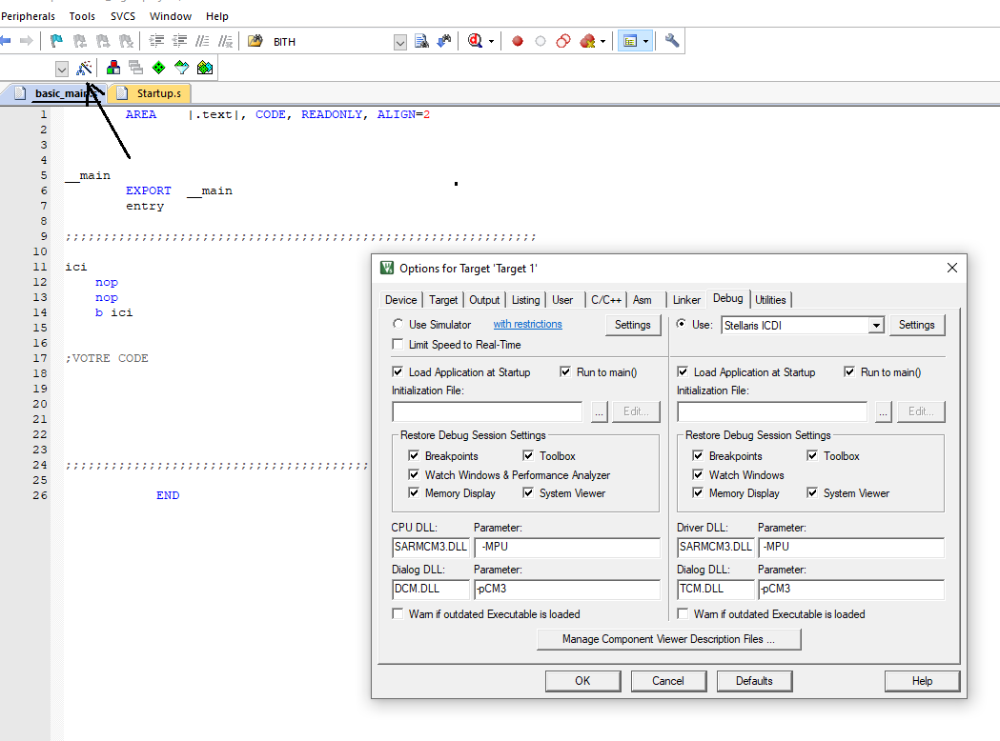 Peripherals Tools SVCS Window Help
BITH
basic_main.s Startup.s
1 AREA |.text|, CODE, READONLY, ALIGN=2
2
3
4
5 __main
6 EXPORT __main
7 entry
8
9 ;;;;;;;;;;;;;;;;;;;;;;;;;;;;;;;;;;;;;;;;;;;;;;;;;;;;;;;;;;;;;;
10
11 ici
12 nop
13 nop
14 b ici
15
16
17 ;VOTRE CODE
18
19
20
21
22
23
24 ;;;;;;;;;;;;;;;;;;;;;;;;;;;;;;;;;;;;;;;;
25
26 END
Options for Target 'Target 1'
Device Target Output Listing User C/C++ Asm Linker Debug Utilities
Use Simulator with restrictions Settings
Limit Speed to Real-Time
Load Application at Startup Run to main()
Initialization File:
... Edit...
Restore Debug Session Settings
Breakpoints Toolbox
Watch Windows & Performance Analyzer
Memory Display System Viewer
CPU DLL: Parameter:
SARMCM3.DLL -MPU
Dialog DLL: Parameter:
DCM.DLL -pCM3
Warn if outdated Executable is loaded
Use: Stellaris ICDI Settings
Load Application at Startup Run to main()
Initialization File:
... Edit...
Restore Debug Session Settings
Breakpoints Toolbox
Watch Windows
Memory Display System Viewer
Driver DLL: Parameter:
SARMCM3.DLL -MPU
Dialog DLL: Parameter:
TCM.DLL -pCM3
Warn if outdated Executable is loaded
Manage Component Viewer Description Files ...
OK Cancel Defaults Help